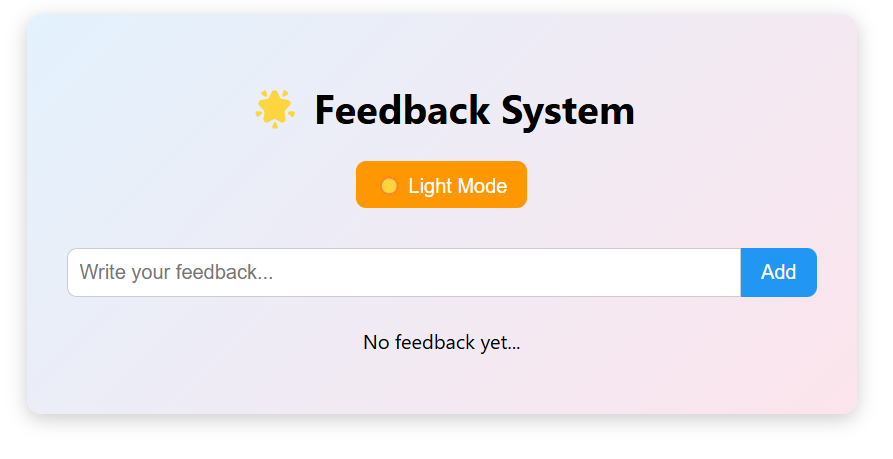 🌟 Feedback System
🌞 Light Mode
Write your feedback...
Add
No feedback yet...